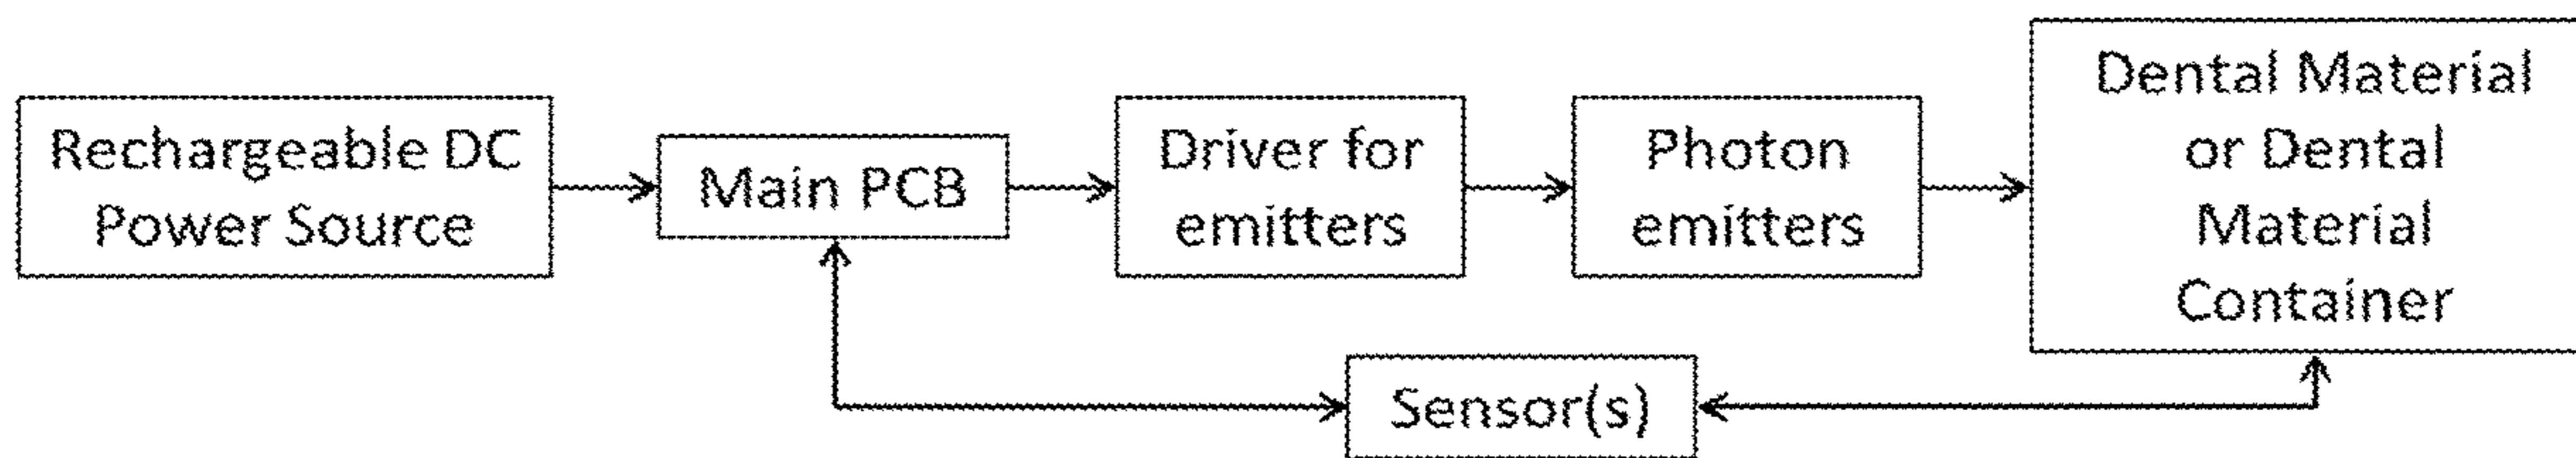 Rechargeable DC
Power Source
Main PCB
Driver for
emitters
Photon
emitters
Dental Material
or Dental
Material
Container
Sensor(s)